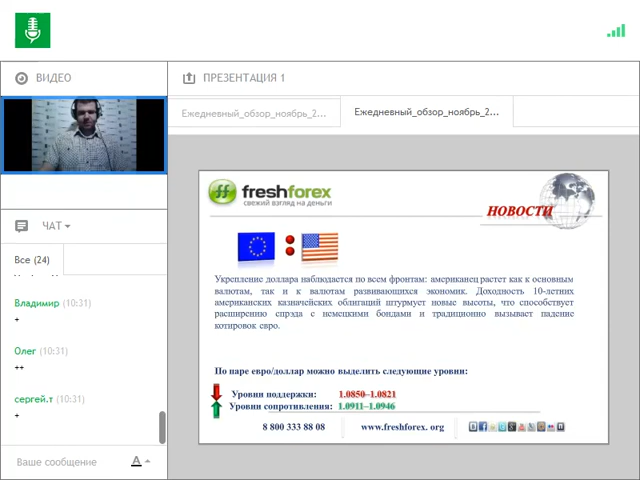 ВИДЕО
ПРЕЗЕНТАЦИЯ 1
Ежедневный_обзор_ноябрь_2...
Ежедневный_обзор_ноябрь_2...
ЧАТ
Все (24)
Владимир (10:31)
+
Олег (10:31)
++
сергей.т (10:31)
+
Ваше сообщение
A
freshforex
свежий взгляд на деньги
НОВОСТИ
Укрепление доллара наблюдается по всем фронтам: американец растет как к основным
валютам, так и к валютам развивающихся экономик. Доходность 10-летних
американских казначейских облигаций штурмует новые высоты, что способствует
расширению спрэда с немецкими бондами и традиционно вызывает падение
котировок евро.
По паре евро/доллар можно выделить следующие уровни:
Уровни поддержки: 1.0850–1.0821
Уровни сопротивления: 1.0911–1.0946
8 800 333 88 08
www.freshforex. org